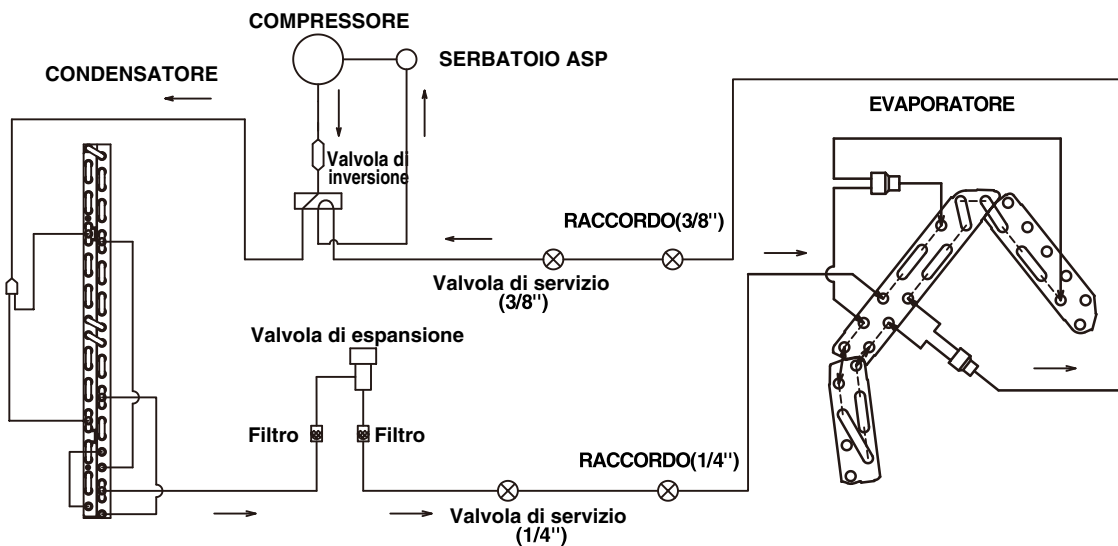 COMPRESSORE
SERBATOIO ASP
CONDENSATORE
EVAPORATORE
Valvola di
inversione
RACCORDO(3/8")
Valvola di servizio
(3/8")
Valvola di espansione
Filtro
Filtro
RACCORDO(1/4")
Valvola di servizio
(1/4")